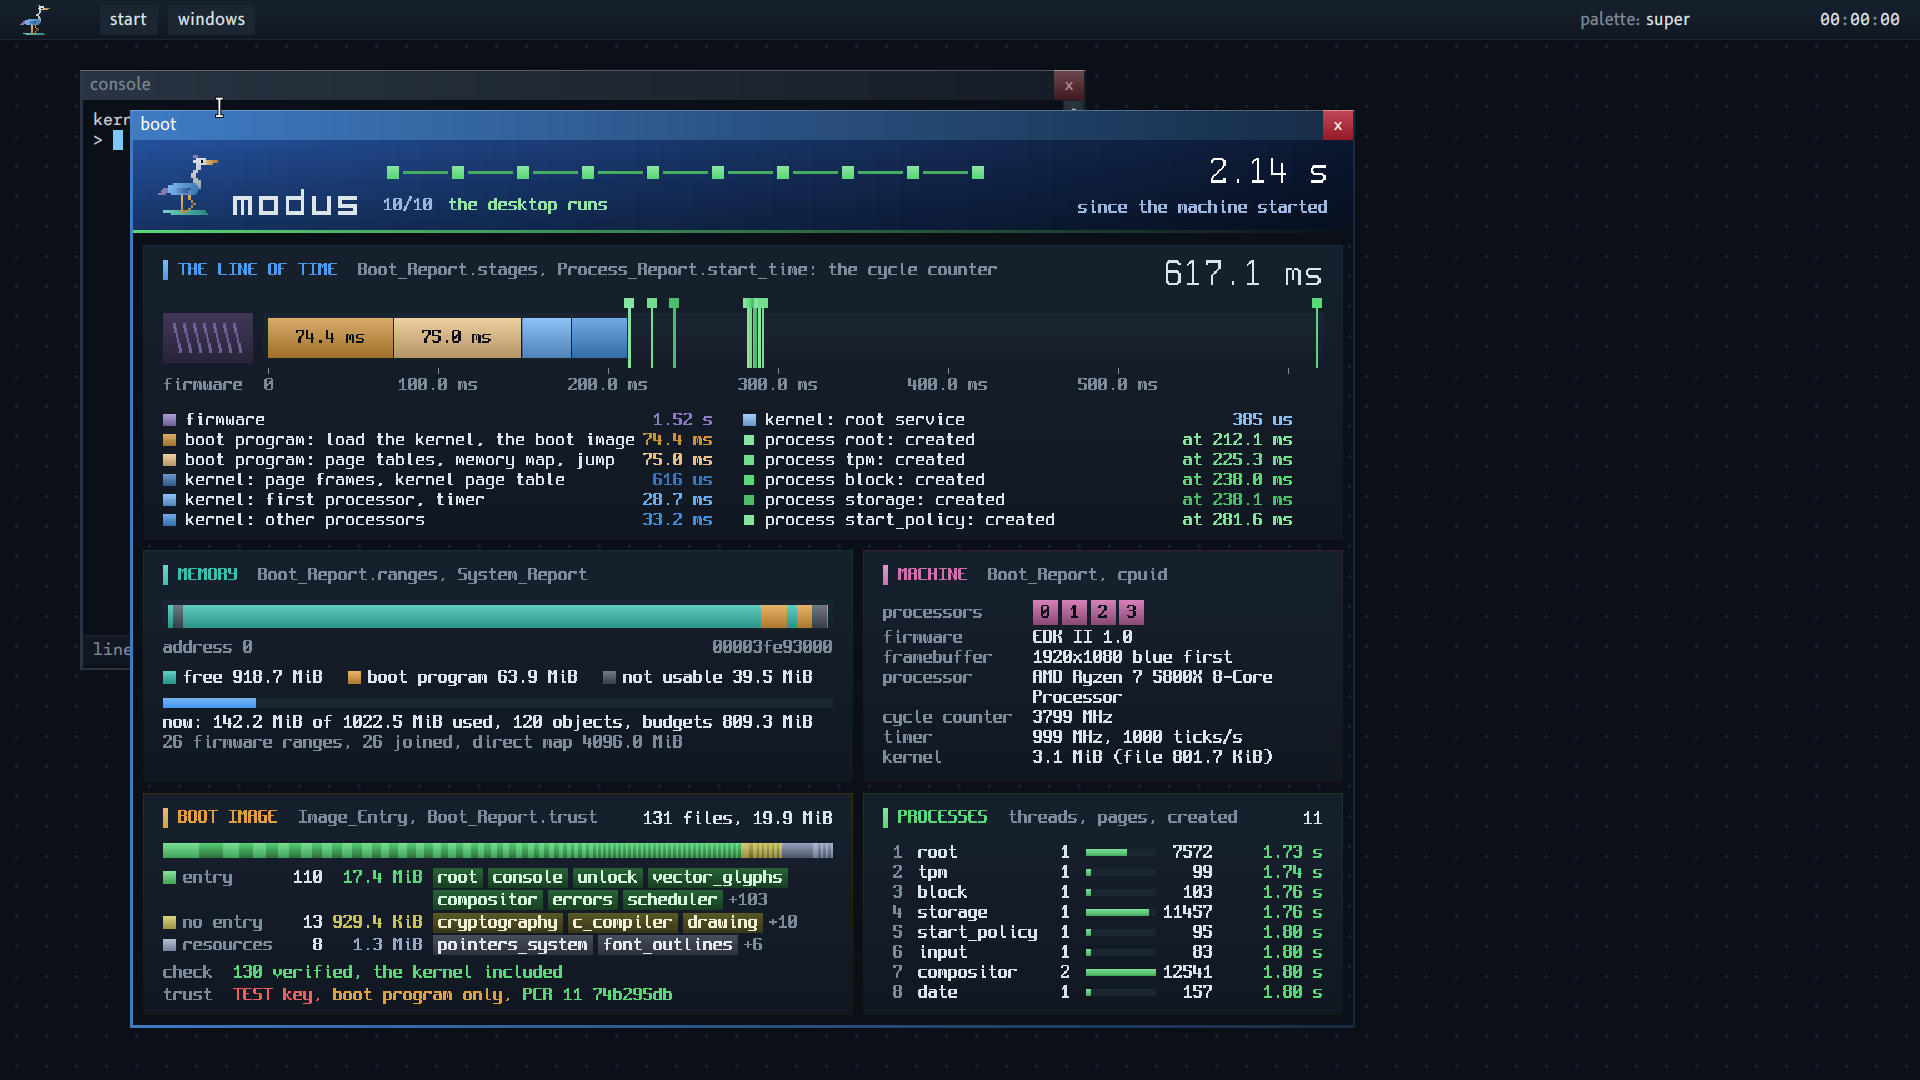 start windows palette: super 00:00:00
console x
kern
>
boot x
modus 10/10 the desktop runs
2.14 s
since the machine started
THE LINE OF TIME Boot_Report.stages, Process_Report.start_time: the cycle counter 617.1 ms
74.4 ms 75.0 ms
firmware 0 100.0 ms 200.0 ms 300.0 ms 400.0 ms 500.0 ms
firmware 1.52 s
boot program: load the kernel, the boot image 74.4 ms
boot program: page tables, memory map, jump 75.0 ms
kernel: page frames, kernel page table 616 us
kernel: first processor, timer 28.7 ms
kernel: other processors 33.2 ms
kernel: root service 385 us
process root: created at 212.1 ms
process tpm: created at 225.3 ms
process block: created at 238.0 ms
process storage: created at 238.1 ms
process start_policy: created at 281.6 ms
MEMORY Boot_Report.ranges, System_Report
address 0 00003fe93000
free 918.7 MiB boot program 63.9 MiB not usable 39.5 MiB
now: 142.2 MiB of 1022.5 MiB used, 120 objects, budgets 809.3 MiB
26 firmware ranges, 26 joined, direct map 4096.0 MiB
line
MACHINE Boot_Report, cpuid
processors 0 1 2 3
firmware EDK II 1.0
framebuffer 1920x1080 blue first
processor AMD Ryzen 7 5800X 8-Core
Processor
cycle counter 3799 MHz
timer 999 MHz, 1000 ticks/s
kernel 3.1 MiB (file 801.7 KiB)
BOOT IMAGE Image_Entry, Boot_Report.trust 131 files, 19.9 MiB
entry 110 17.4 MiB root console unlock vector_glyphs
compositor errors scheduler +103
no entry 13 929.4 KiB cryptography c_compiler drawing +10
resources 8 1.3 MiB pointers_system font_outlines +6
check 130 verified, the kernel included
trust TEST key, boot program only, PCR 11 74b295db
PROCESSES threads, pages, created 11
1 root 1 7572 1.73 s
2 tpm 1 99 1.74 s
3 block 1 103 1.76 s
4 storage 1 11457 1.76 s
5 start_policy 1 95 1.80 s
6 input 1 83 1.80 s
7 compositor 2 12541 1.80 s
8 date 1 157 1.80 s